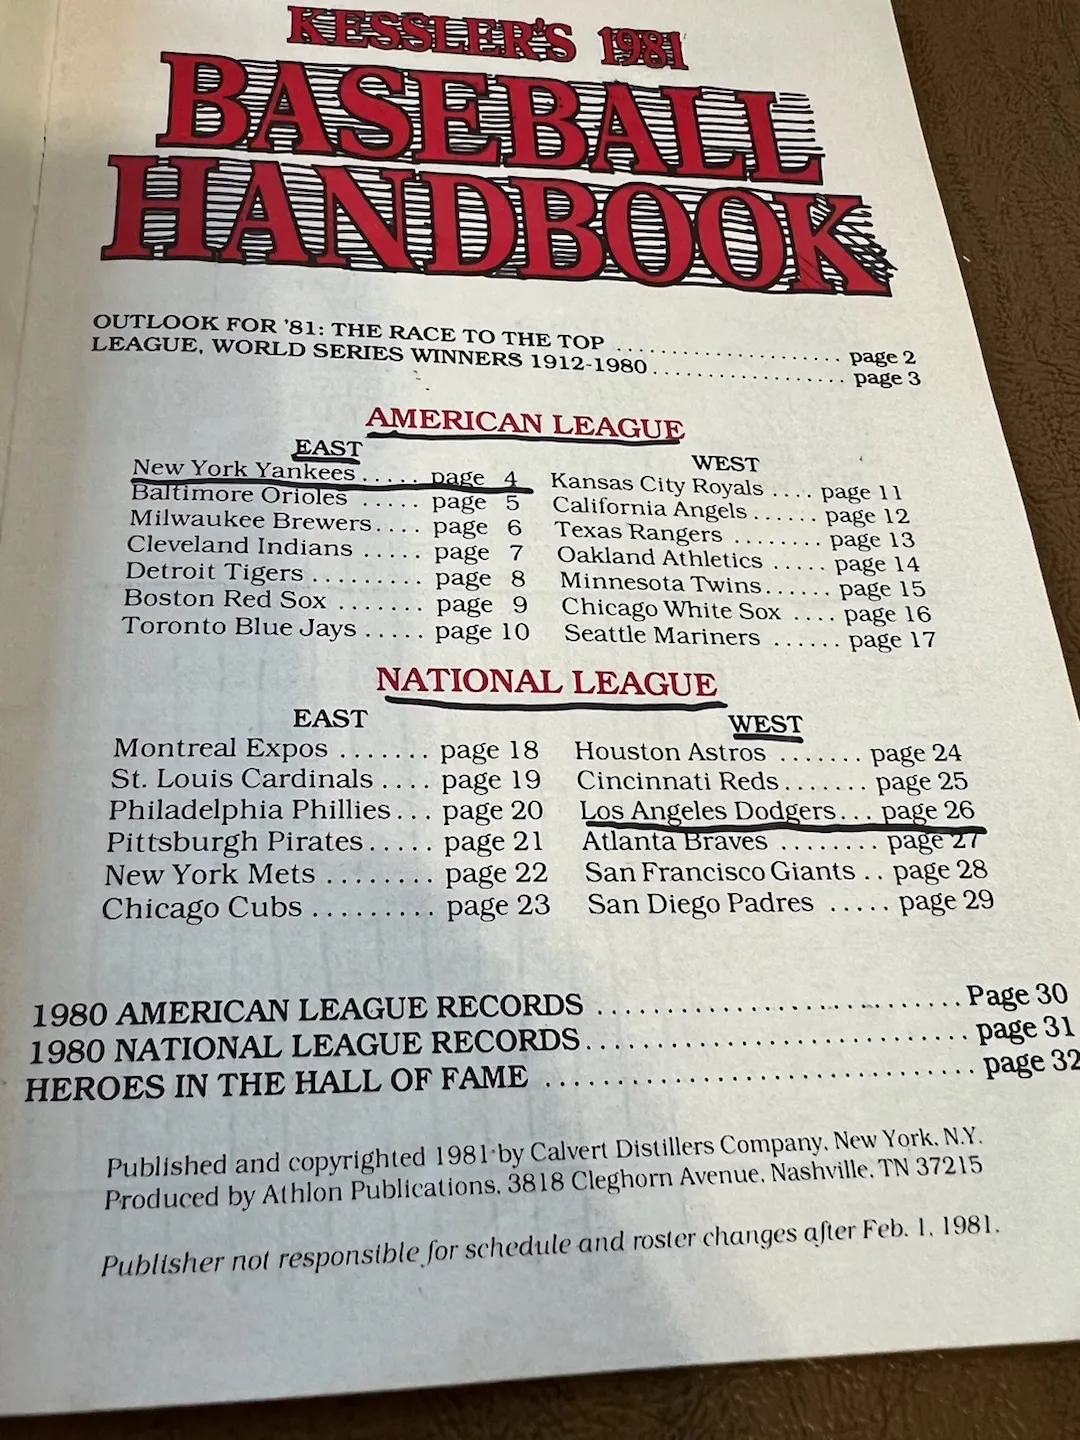 KESSLER'S 1981
BASEBALL
HANDBOOK
OUTLOOK FOR '81: THE RACE TO THE TOP ..................... page 2
LEAGUE, WORLD SERIES WINNERS 1912-1980 ................. page 3
AMERICAN LEAGUE
EAST
New York Yankees ..... page 4
Baltimore Orioles ..... page 5
Milwaukee Brewers.... page 6
Cleveland Indians ..... page 7
Detroit Tigers ......... page 8
Boston Red Sox ....... page 9
Toronto Blue Jays ..... page 10
WEST
Kansas City Royals .... page 11
California Angels ...... page 12
Texas Rangers ........ page 13
Oakland Athletics ..... page 14
Minnesota Twins...... page 15
Chicago White Sox .... page 16
Seattle Mariners ...... page 17
NATIONAL LEAGUE
EAST
Montreal Expos ....... page 18
St. Louis Cardinals .... page 19
Philadelphia Phillies... page 20
Pittsburgh Pirates..... page 21
New York Mets ........ page 22
Chicago Cubs ......... page 23
WEST
Houston Astros ....... page 24
Cincinnati Reds....... page 25
Los Angeles Dodgers... page 26
Atlanta Braves ........ page 27
San Francisco Giants .. page 28
San Diego Padres ..... page 29
1980 AMERICAN LEAGUE RECORDS ........................ Page 30
1980 NATIONAL LEAGUE RECORDS......................... page 31
HEROES IN THE HALL OF FAME ............................ page 32
Published and copyrighted 1981 by Calvert Distillers Company, New York, N.Y.
Produced by Athlon Publications, 3818 Cleghorn Avenue, Nashville, TN 37215
Publisher not responsible for schedule and roster changes after Feb. 1, 1981.